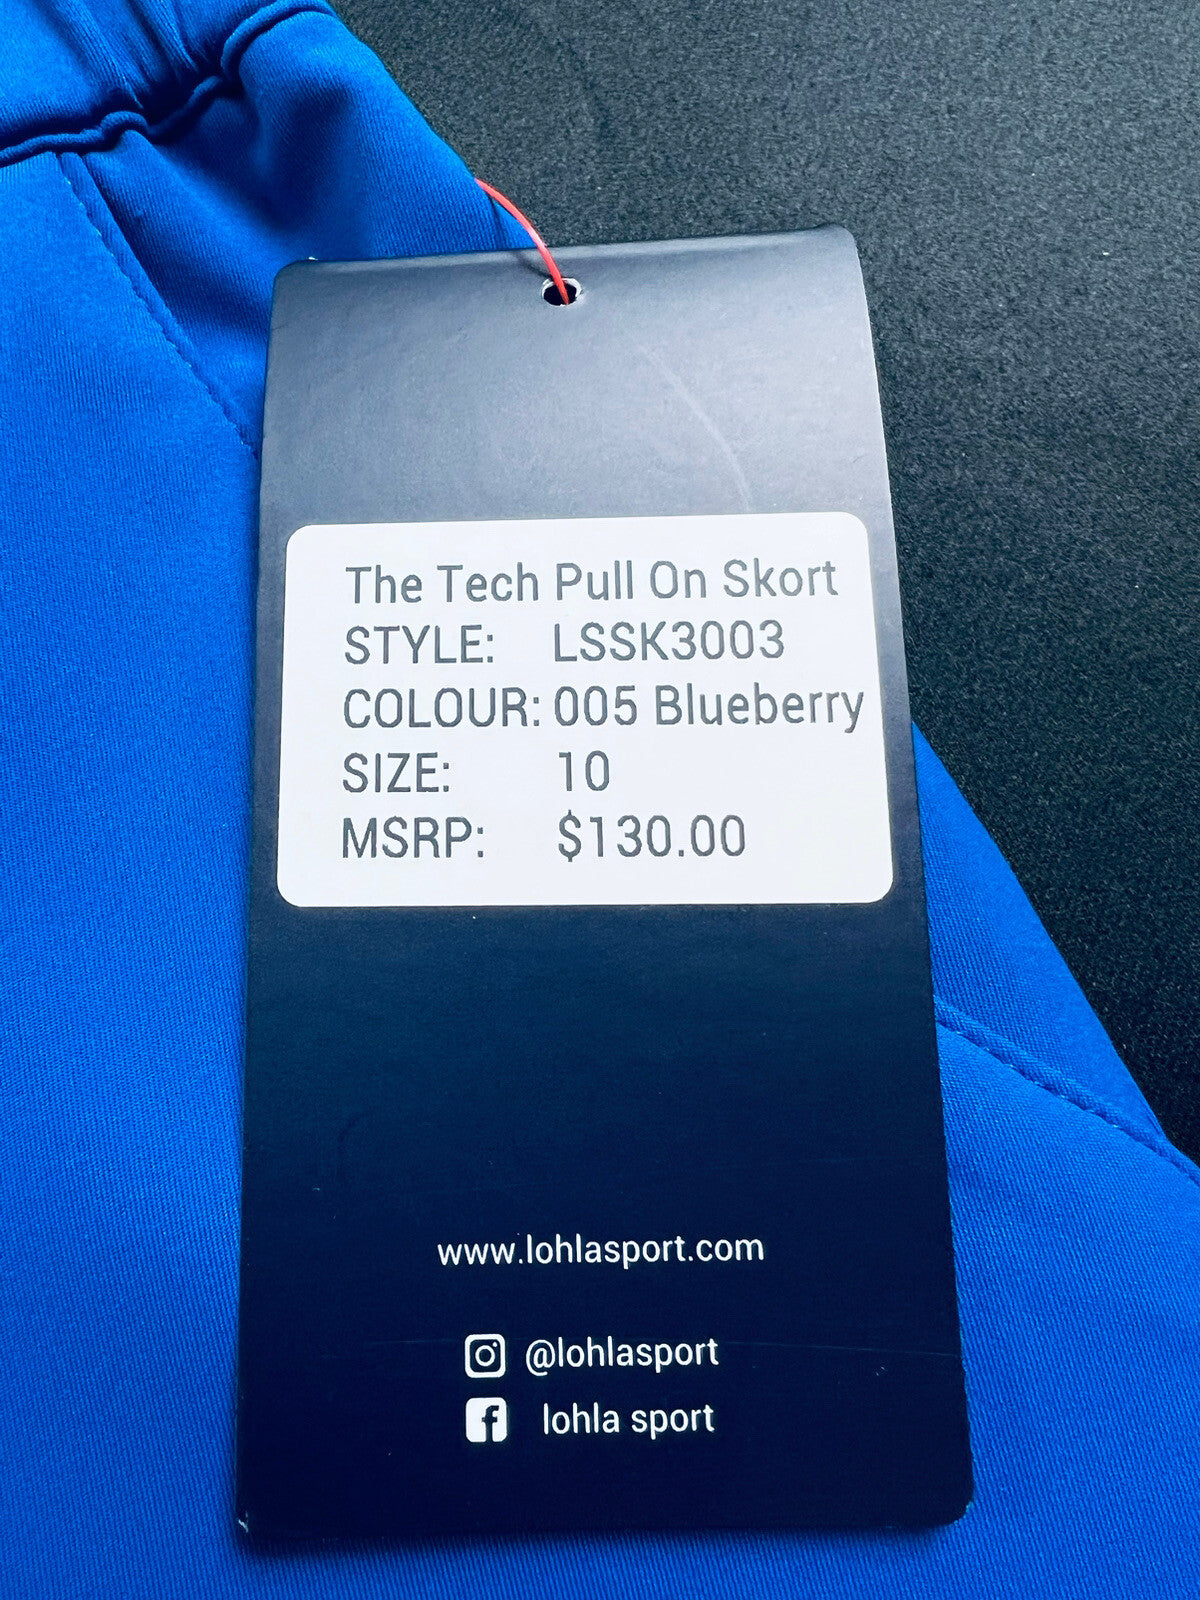 The Tech Pull On Skort
STYLE: LSSK3003
COLOUR: 005 Blueberry
SIZE: 10
MSRP: $130.00
www.lohlasport.com
@lohlasport
lohla sport